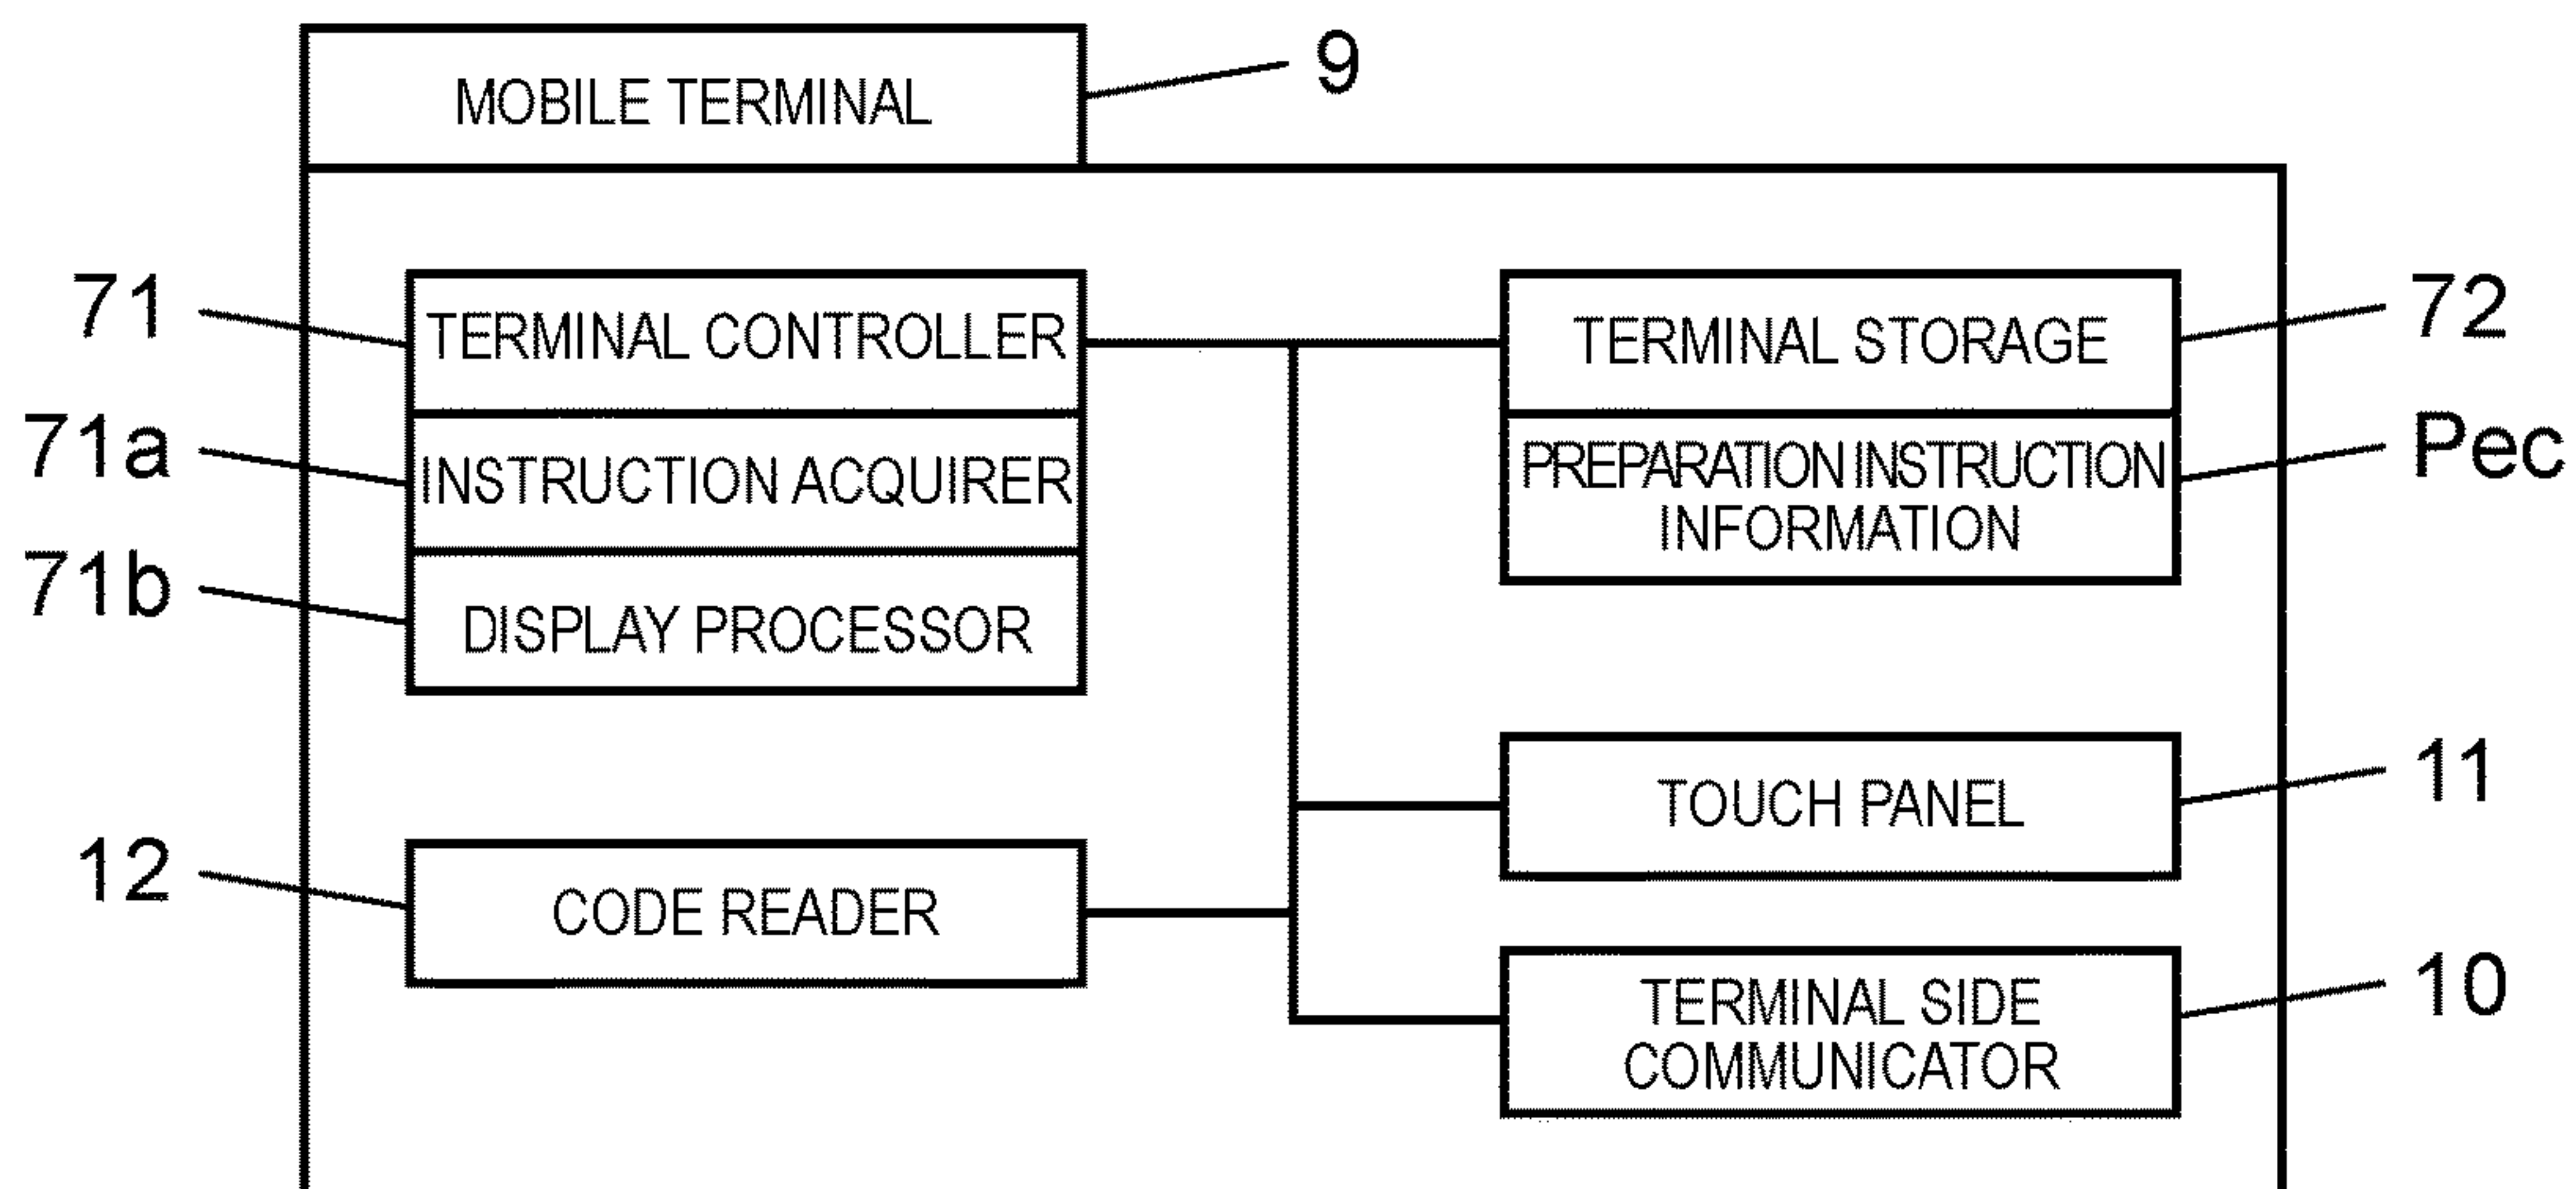 MOBILE TERMINAL
9
71
TERMINAL CONTROLLER
TERMINAL STORAGE
72
71a
INSTRUCTION ACQUIRER
PREPARATION INSTRUCTION
INFORMATION
Pec
71b
DISPLAY PROCESSOR
TOUCH PANEL
11
12
CODE READER
TERMINAL SIDE
COMMUNICATOR
10